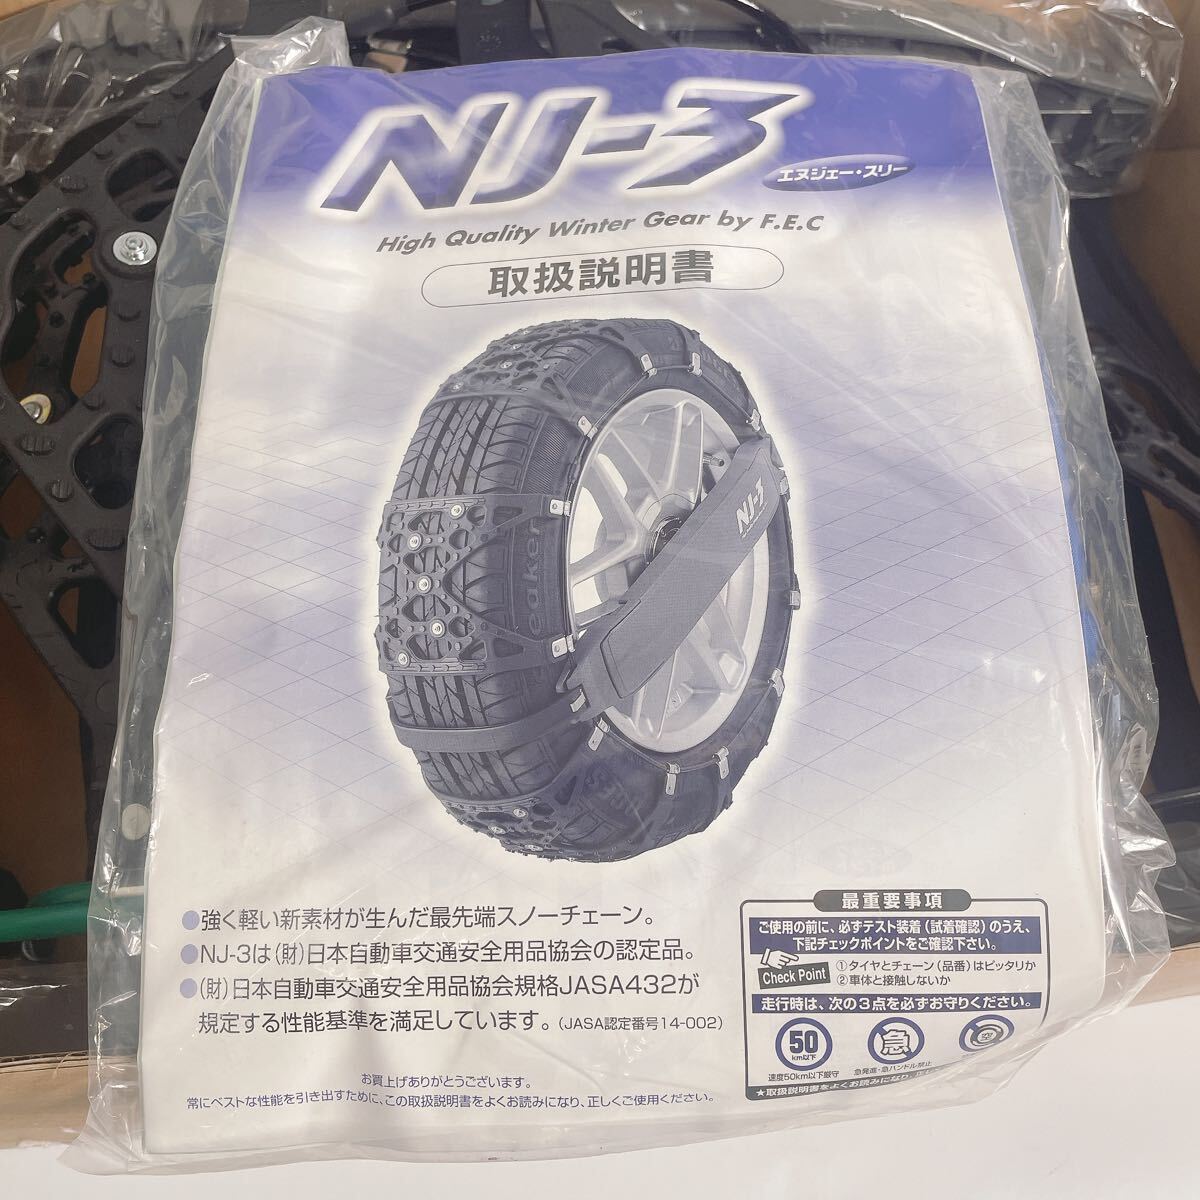 NJ-3
エヌジェー・スリー
High Quality Winter Gear by F.E.C
取扱説明書
NJ-3
eaker
●強く軽い新素材が生んだ最先端スノーチェーン。
●NJ-3は(財)日本自動車交通安全用品協会の認定品。
●(財)日本自動車交通安全用品協会規格JASA432が
規定する性能基準を満足しています。(JASA認定番号14-002)
お買上げありがとうございます。
常にベストな性能を引き出すために、この取扱説明書をよくお読みになり、正しくご使用ください。
最重要事項
ご使用の前に、必ずテスト装着(試着確認)のうえ、
下記チェックポイントをご確認下さい。
Check Point
①タイヤとチェーン(品番)はピッタリか
②車体と接触しないか
走行時は、次の3点を必ずお守りください。
50
km以下
急
空
速度50km以下厳守
急発進・急ハンドル禁止
★取扱説明書をよくお読みになり、正し